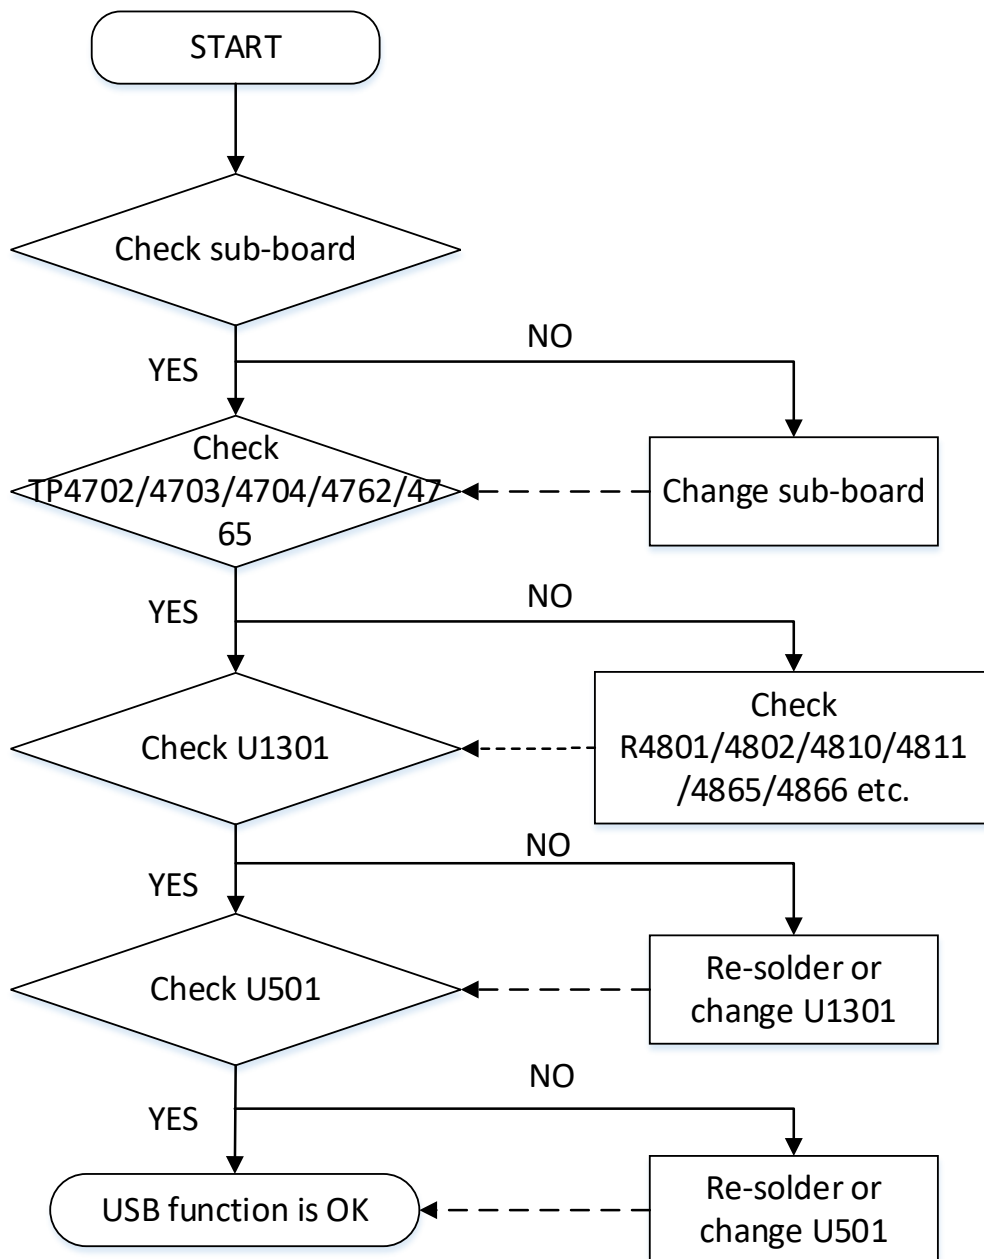 START
Check sub-board
NO
YES
Check
TP4702/4703/4704/4762/47
65
Change sub-board
NO
YES
Check U1301
Check
R4801/4802/4810/4811
/4865/4866 etc.
NO
YES
Check U501
Re-solder or
change U1301
NO
YES
USB function is OK
Re-solder or
change U501